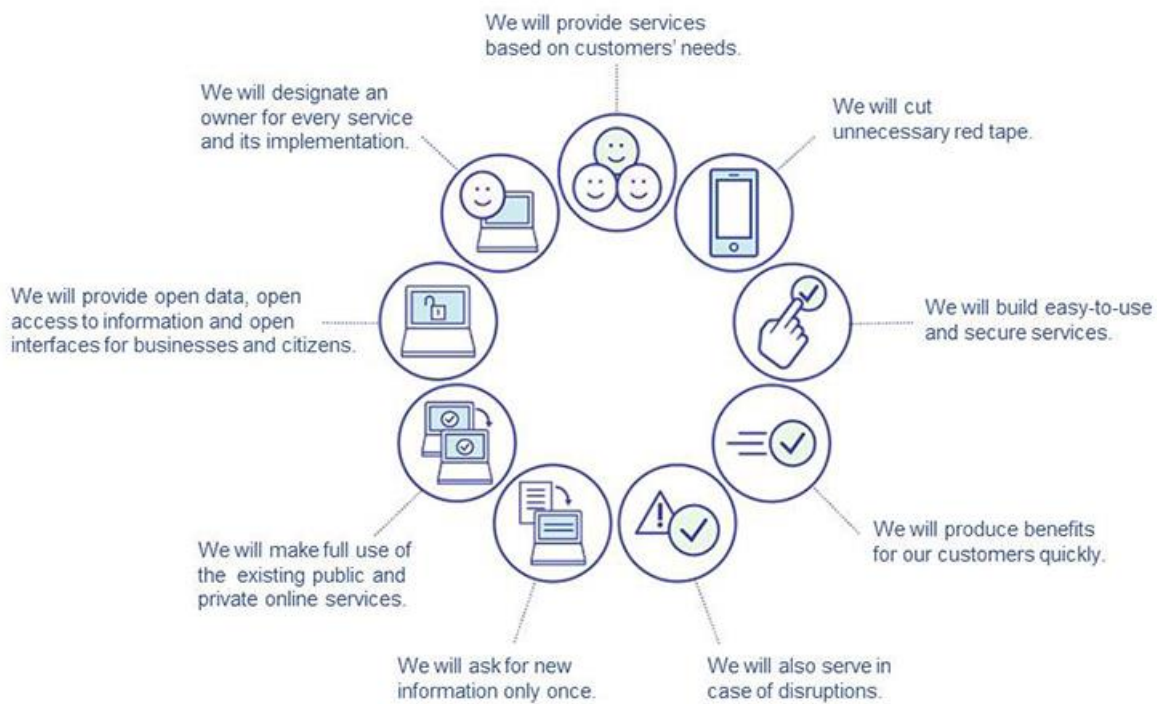 We will provide services
based on customers' needs.
We will cut
unnecessary red tape.
We will build easy-to-use
and secure services.
We will produce benefits
for our customers quickly.
We will also serve in
case of disruptions.
We will ask for new
information only once.
We will make full use of
the existing public and
private online services.
We will provide open data, open
access to information and open
interfaces for businesses and citizens.
We will designate an
owner for every service
and its implementation.